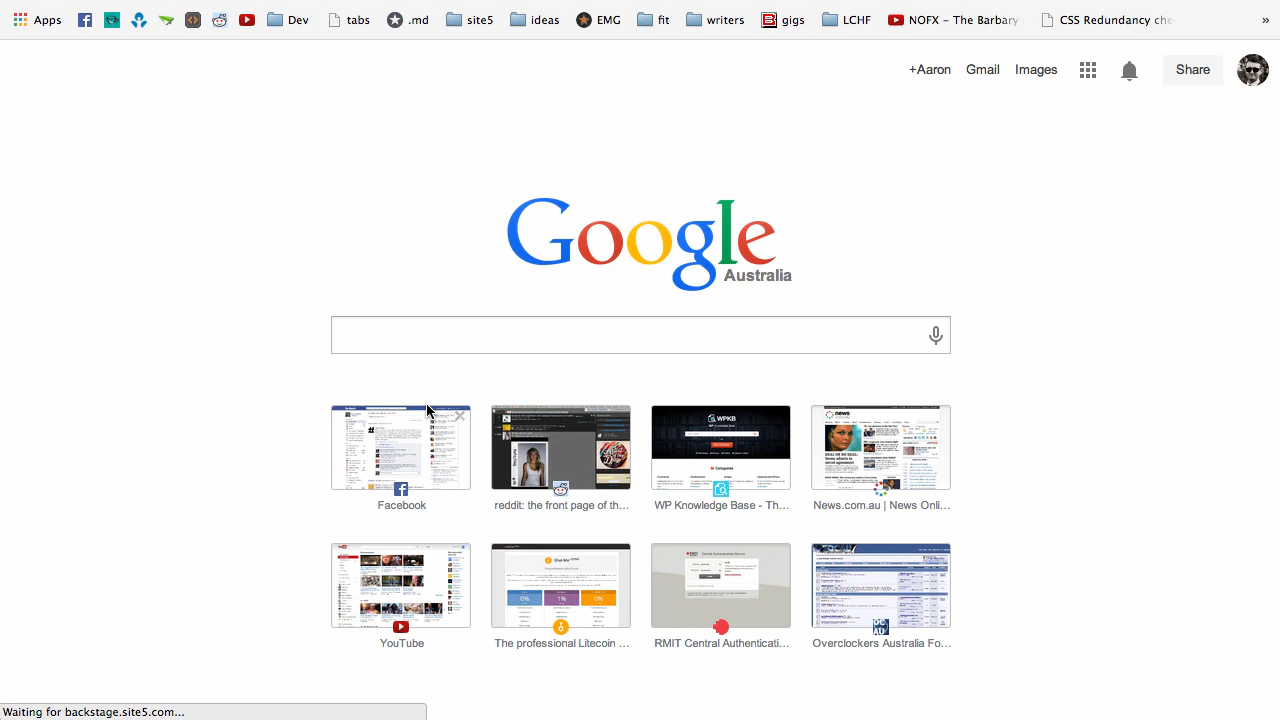 Apps Dev tabs .md site5 ideas EMG fit writers gigs LCHF NOFX – The Barbary CSS Redundancy che »
+Aaron Gmail Images Share
Google
Australia
Facebook reddit: the front page of th... WP Knowledge Base - Th... News.com.au | News Onli...
YouTube The professional Litecoin ... RMIT Central Authenticati... Overclockers Australia Fo...
Waiting for backstage.site5.com...